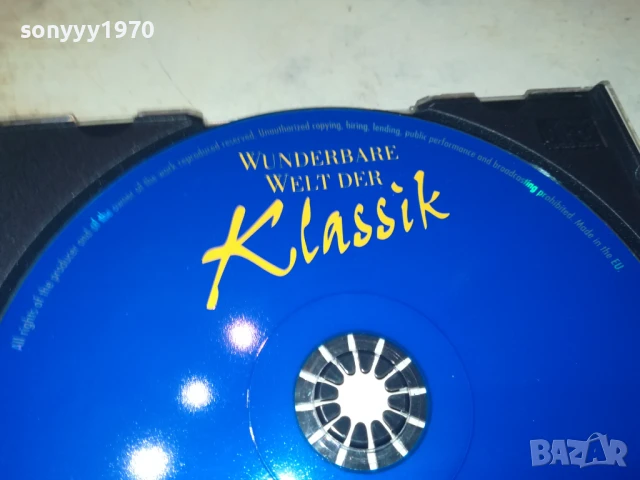 sonyyy1970
All rights of the producer and of the owner of the work reproduced reserved. Unauthorized copying, hiring, lending, public performance and broadcasting prohibited. Made in the EU.
WUNDERBARE
WELT DER
Klassik
BAZAR